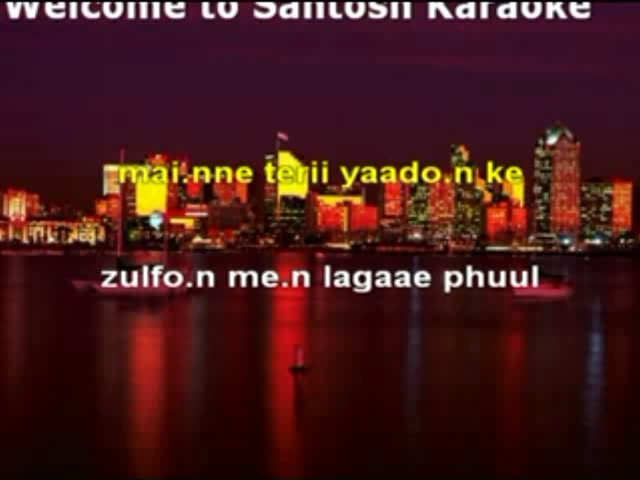 Welcome to Santosh Karaoke
mai.nne terii yaado.n ke
zulfo.n me.n lagaae phuul